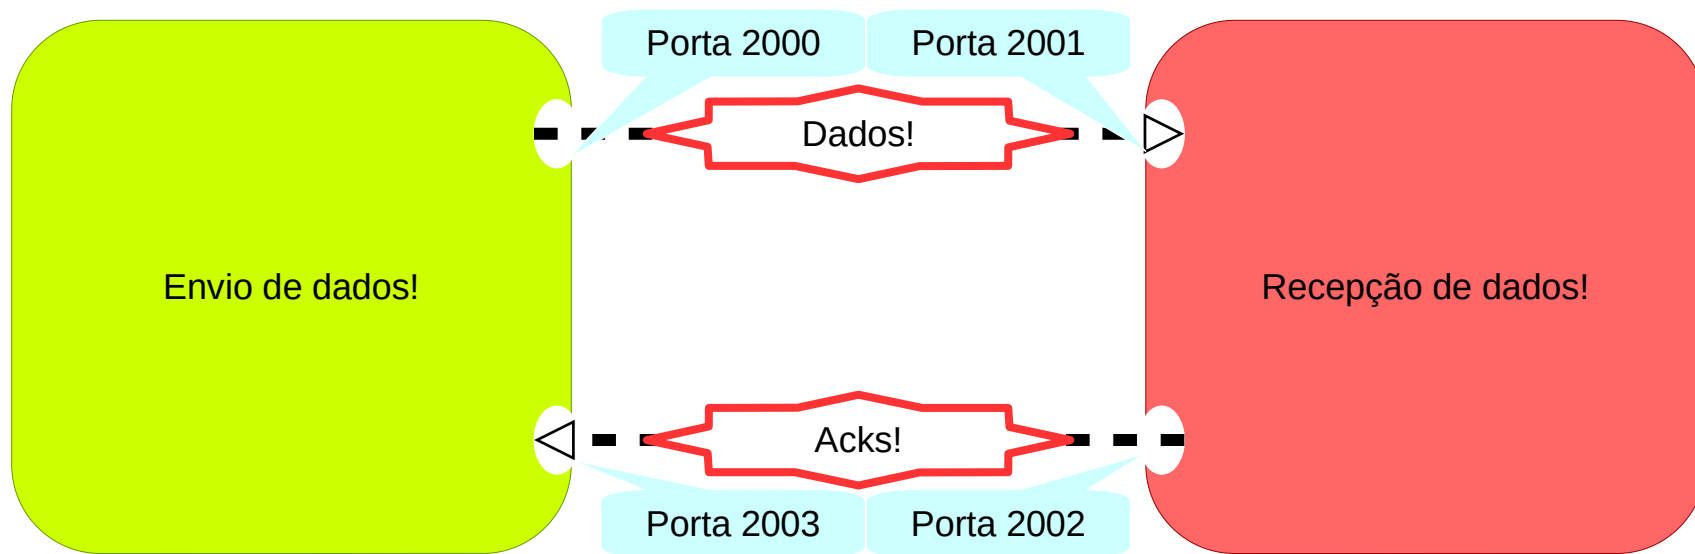 Porta 2000
Porta 2001
Dados!
Envio de dados!
Recepção de dados!
Acks!
Porta 2003
Porta 2002